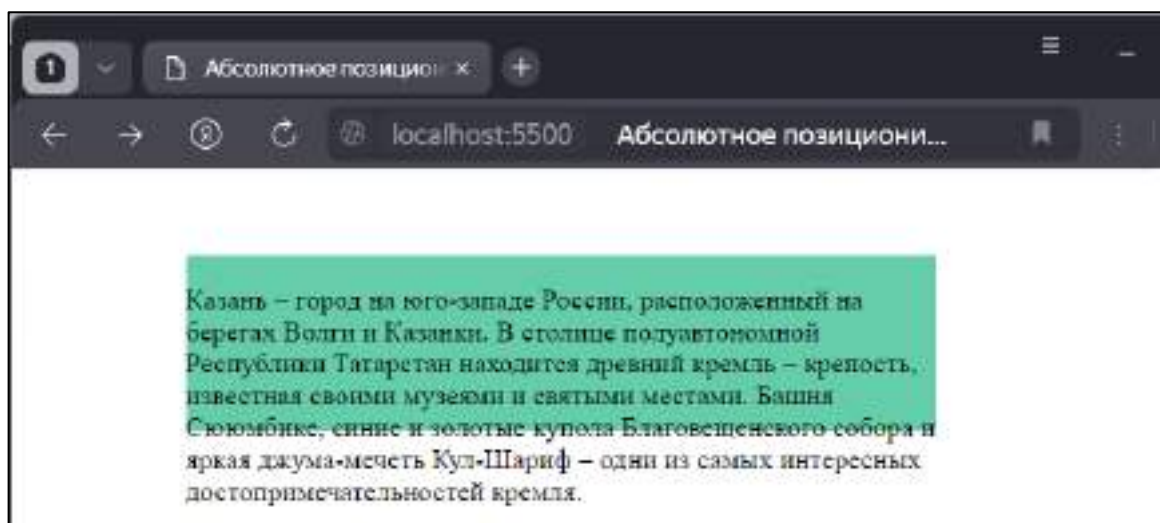 1
Абсолютное позицион ×
localhost:5500 Абсолютное позициони...
Казань – город на юго-западе России, расположенный на
берегах Волги и Казанки. В столице полуавтономной
Республики Татарстан находится древний кремль – крепость,
известная своими музеями и святыми местами. Башня
Сююмбике, синие и золотые купола Благовещенского собора и
яркая джума-мечеть Кул-Шариф – одни из самых интересных
достопримечательностей кремля.